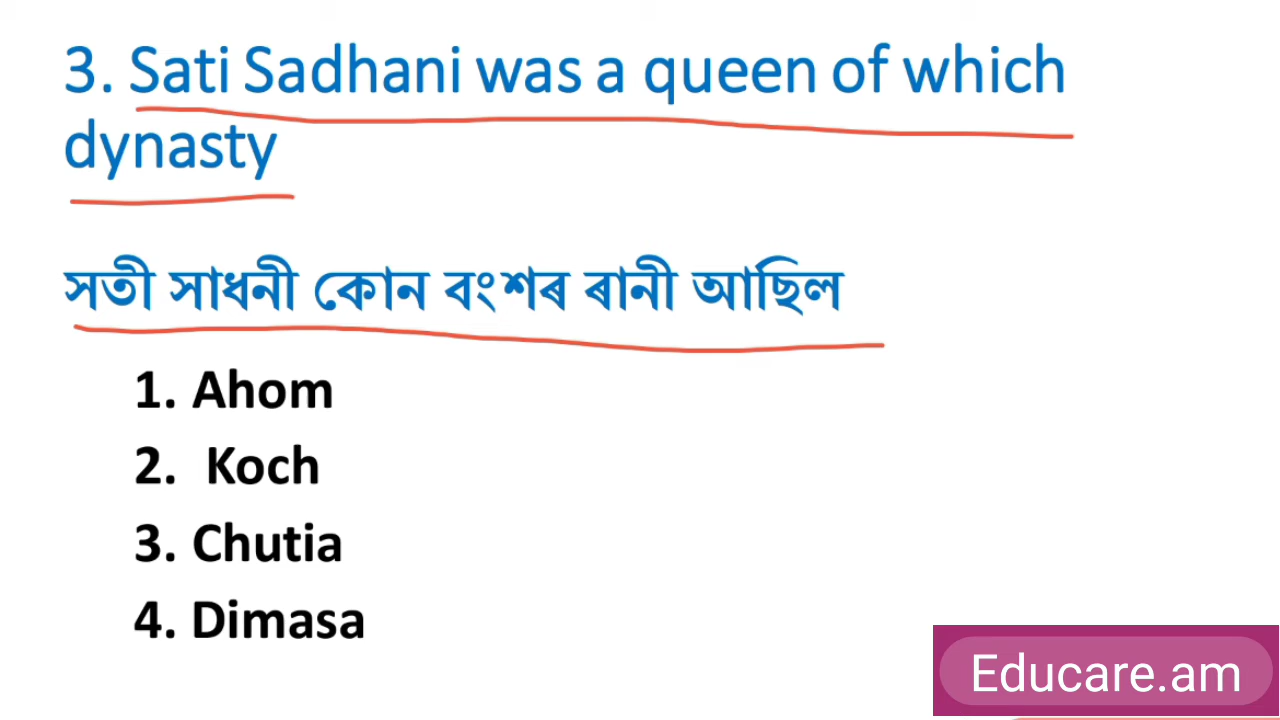 3. Sati Sadhani was a queen of which
dynasty
সতী সাধনী কোন বংশৰ ৰানী আছিল
1. Ahom
2. Koch
3. Chutia
4. Dimasa
Educare.am